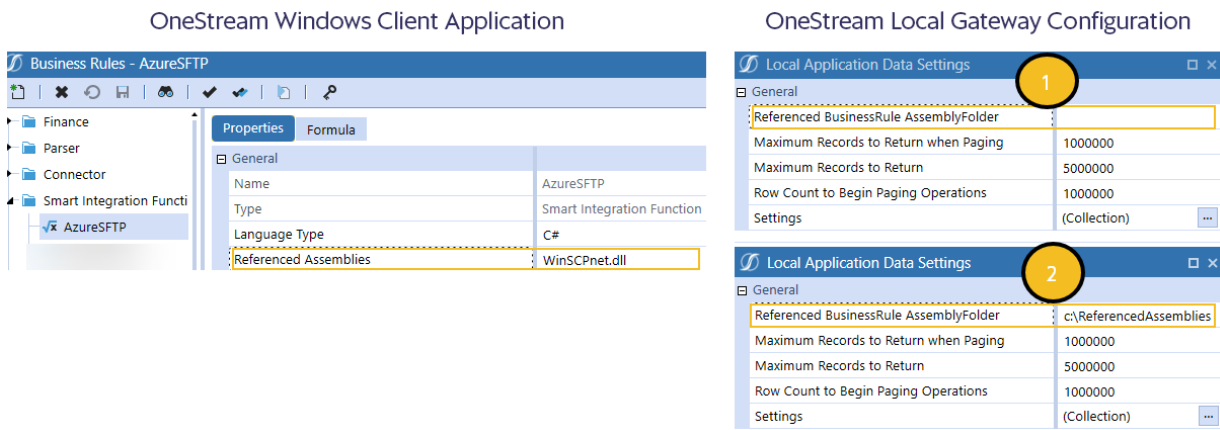 OneStream Windows Client Application
Business Rules - AzureSFTP
Finance
Parser
Connector
Smart Integration Functi
AzureSFTP
Properties Formula
General
Name AzureSFTP
Type Smart Integration Function
Language Type C#
Referenced Assemblies WinSCPnet.dll
OneStream Local Gateway Configuration
Local Application Data Settings
1
General
Referenced BusinessRule AssemblyFolder
Maximum Records to Return when Paging 1000000
Maximum Records to Return 5000000
Row Count to Begin Paging Operations 1000000
Settings (Collection) ...
Local Application Data Settings
2
General
Referenced BusinessRule AssemblyFolder c:\ReferencedAssemblies
Maximum Records to Return when Paging 1000000
Maximum Records to Return 5000000
Row Count to Begin Paging Operations 1000000
Settings (Collection) ...